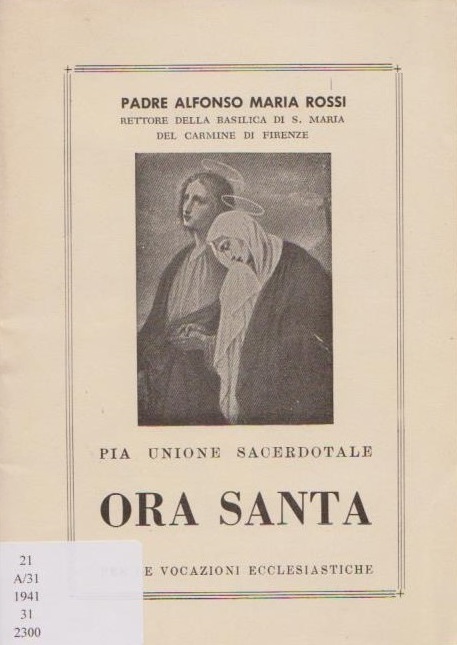 PADRE ALFONSO MARIA ROSSI
RETTORE DELLA BASILICA DI S. MARIA
DEL CARMINE DI FIRENZE
PIA UNIONE SACERDOTALE
ORA SANTA
VOCAZIONI ECCLESIASTICHE
21
A/31
1941
31
2300